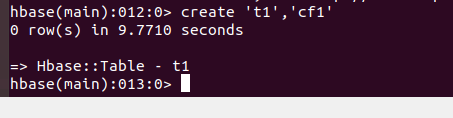 hbase(main):012:0> create 't1','cf1'
0 row(s) in 9.7710 seconds
=> Hbase::Table - t1
hbase(main):013:0>